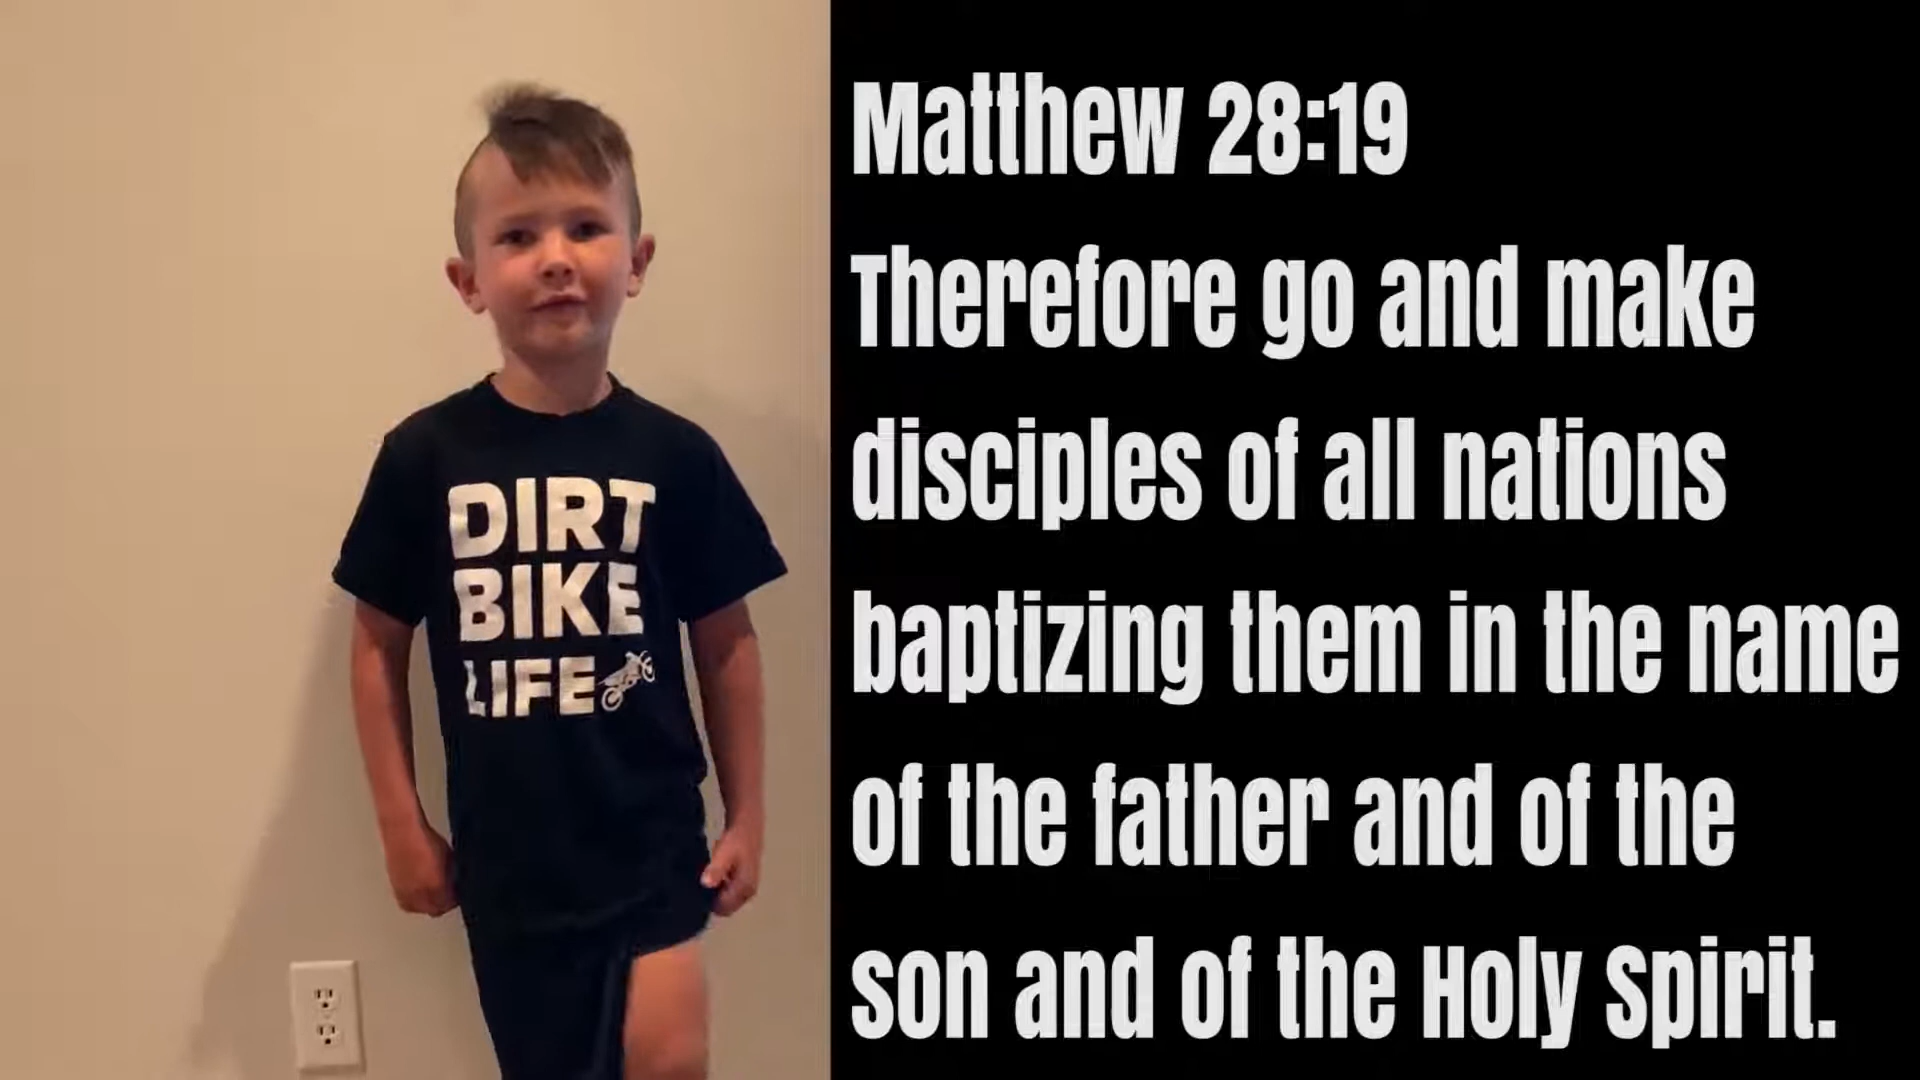 DIRT
BIKE
LIFE
Matthew 28:19
Therefore go and make
disciples of all nations
baptizing them in the name
of the father and of the
son and of the Holy Spirit.